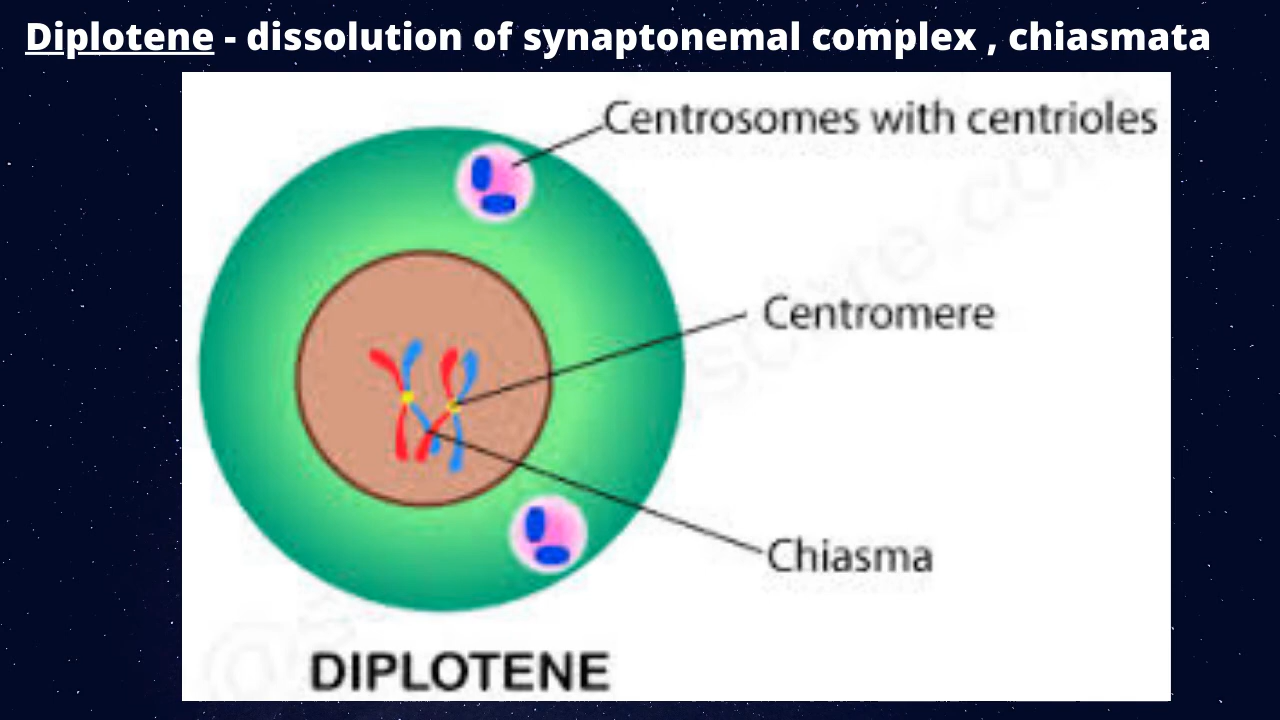 Diplotene - dissolution of synaptonemal complex , chiasmata
Centrosomes with centrioles
Centromere
Chiasma
DIPLOTENE